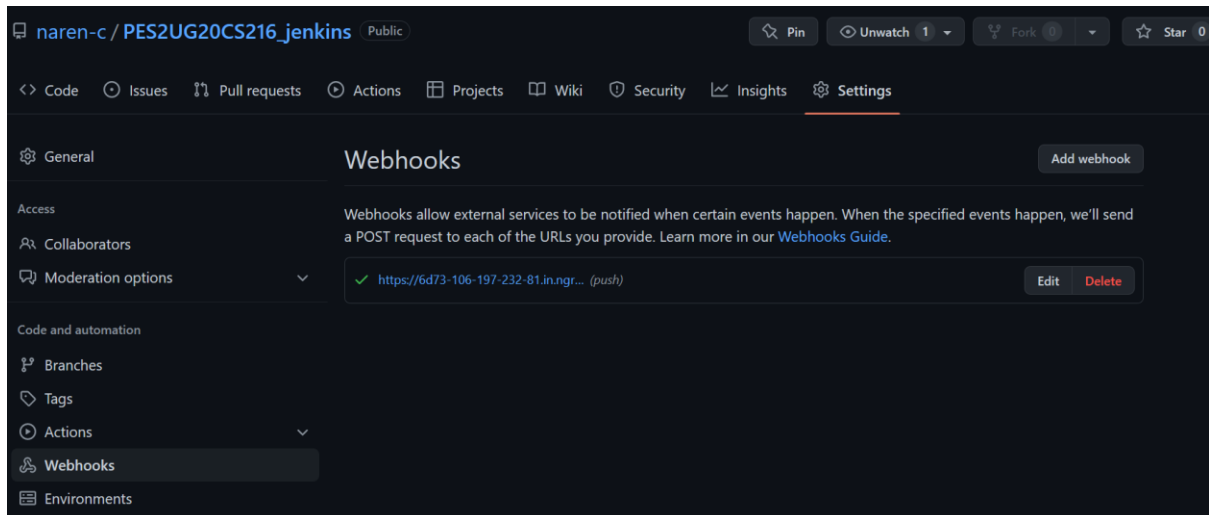 naren-c / PES2UG20CS216_jenkins Public Pin Unwatch 1 Fork 0 Star 0
Code Issues Pull requests Actions Projects Wiki Security Insights Settings
General
Access
Collaborators
Moderation options
Code and automation
Branches
Tags
Actions
Webhooks
Environments
Webhooks Add webhook
Webhooks allow external services to be notified when certain events happen. When the specified events happen, we'll send
a POST request to each of the URLs you provide. Learn more in our Webhooks Guide.
https://6d73-106-197-232-81.in.ngr... (push) Edit Delete